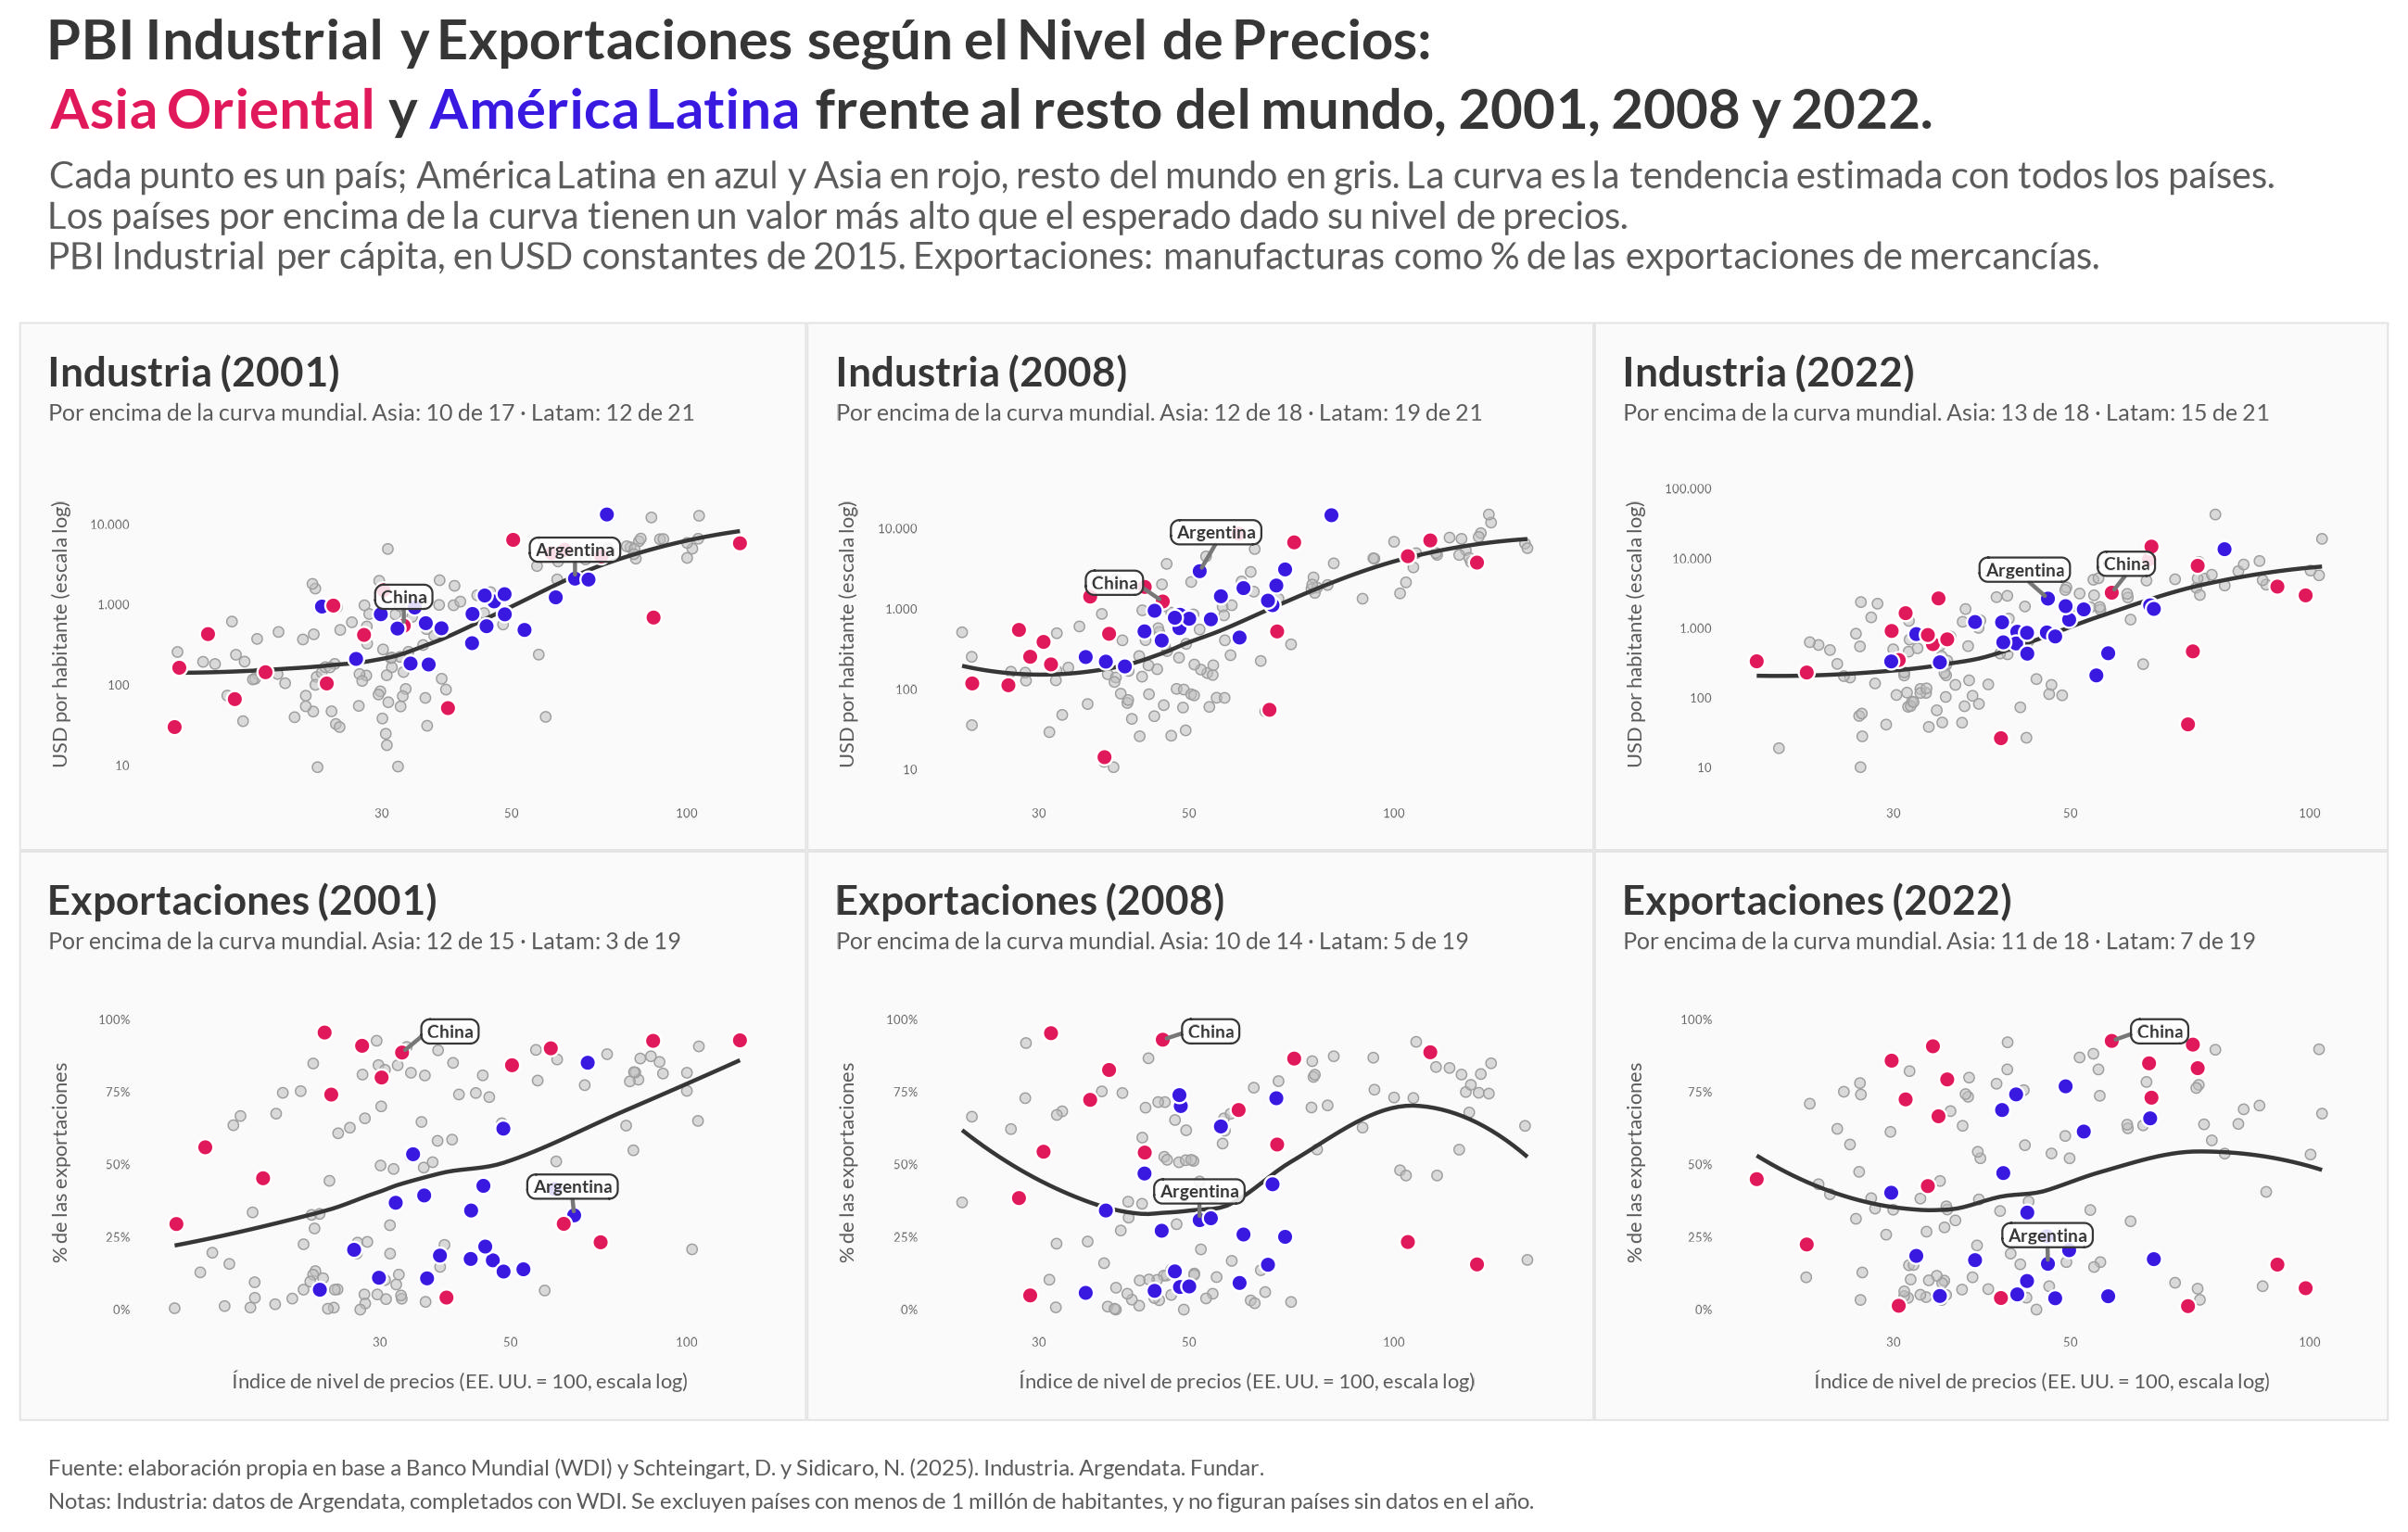 PBI Industrial y Exportaciones según el Nivel de Precios:
Asia Oriental y América Latina frente al resto del mundo, 2001, 2008 y 2022.
Cada punto es un país; América Latina en azul y Asia en rojo, resto del mundo en gris. La curva es la tendencia estimada con todos los países.
Los países por encima de la curva tienen un valor más alto que el esperado dado su nivel de precios.
PBI Industrial per cápita, en USD constantes de 2015. Exportaciones: manufacturas como % de las exportaciones de mercancías.
Industria (2001)
Por encima de la curva mundial. Asia: 10 de 17 · Latam: 12 de 21
USD por habitante (escala log)
10.000
1.000
100
10
Argentina
China
30
50
100
Industria (2008)
Por encima de la curva mundial. Asia: 12 de 18 · Latam: 19 de 21
USD por habitante (escala log)
10.000
1.000
100
10
Argentina
China
30
50
100
Industria (2022)
Por encima de la curva mundial. Asia: 13 de 18 · Latam: 15 de 21
USD por habitante (escala log)
100.000
10.000
1.000
100
10
Argentina
China
30
50
100
Exportaciones (2001)
Por encima de la curva mundial. Asia: 12 de 15 · Latam: 3 de 19
% de las exportaciones
100%
75%
50%
25%
0%
China
Argentina
30
50
100
Índice de nivel de precios (EE. UU. = 100, escala log)
Exportaciones (2008)
Por encima de la curva mundial. Asia: 10 de 14 · Latam: 5 de 19
% de las exportaciones
100%
75%
50%
25%
0%
China
Argentina
30
50
100
Índice de nivel de precios (EE. UU. = 100, escala log)
Exportaciones (2022)
Por encima de la curva mundial. Asia: 11 de 18 · Latam: 7 de 19
% de las exportaciones
100%
75%
50%
25%
0%
China
Argentina
30
50
100
Índice de nivel de precios (EE. UU. = 100, escala log)
Fuente: elaboración propia en base a Banco Mundial (WDI) y Schteingart, D. y Sidicaro, N. (2025). Industria. Argendata. Fundar.
Notas: Industria: datos de Argendata, completados con WDI. Se excluyen países con menos de 1 millón de habitantes, y no figuran países sin datos en el año.